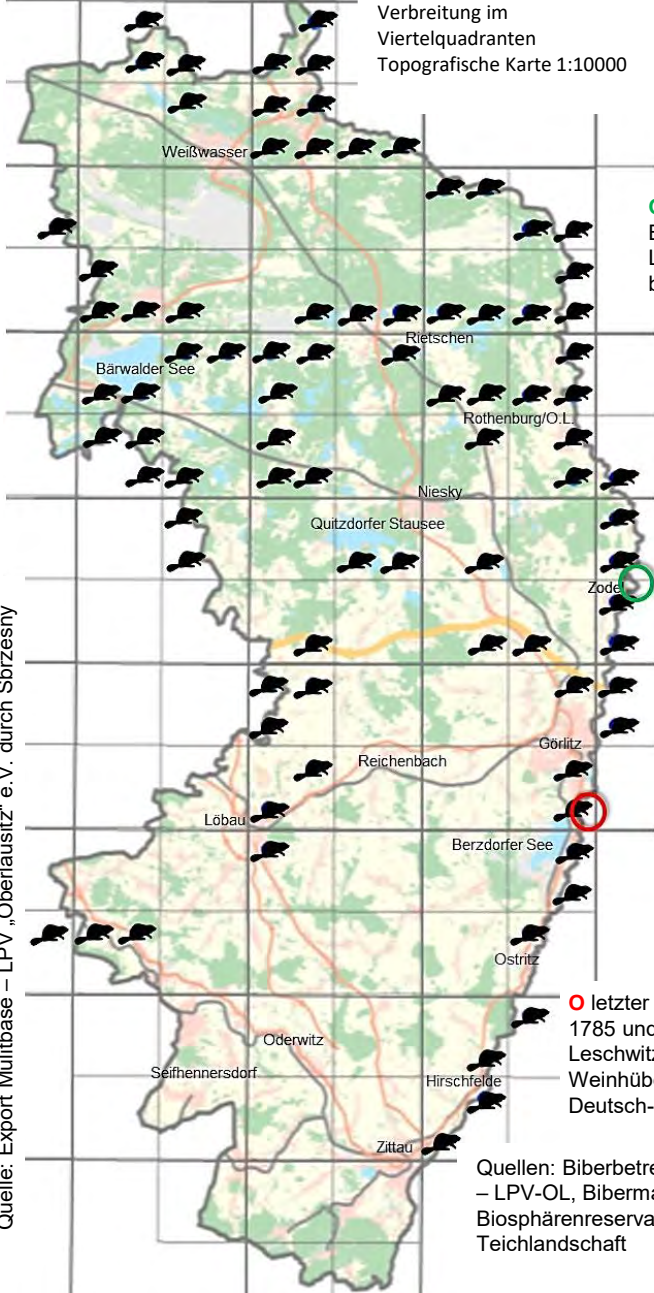 Verbreitung im
Viertelquadranten
Topografische Karte 1:10000
Weißwasser
Rietschen
Bärwalder See
Rothenburg/O.L.
Niesky
Quitzdorfer Stausee
Zodel
Görlitz
Reichenbach
Löbau
Berzdorfer See
Ostritz
O letzter
1785 und
Leschwitz
Weinhübe
Deutsch-
Oderwitz
Seifhennersdorf
Hirschfelde
Zittau
Quellen: Biberbetre
– LPV-OL, Biberma
Biosphärenreserva
Teichlandschaft
Quelle: Export Multbase – LPV „Oberlausitz“ e.V. durch Sbrzesny